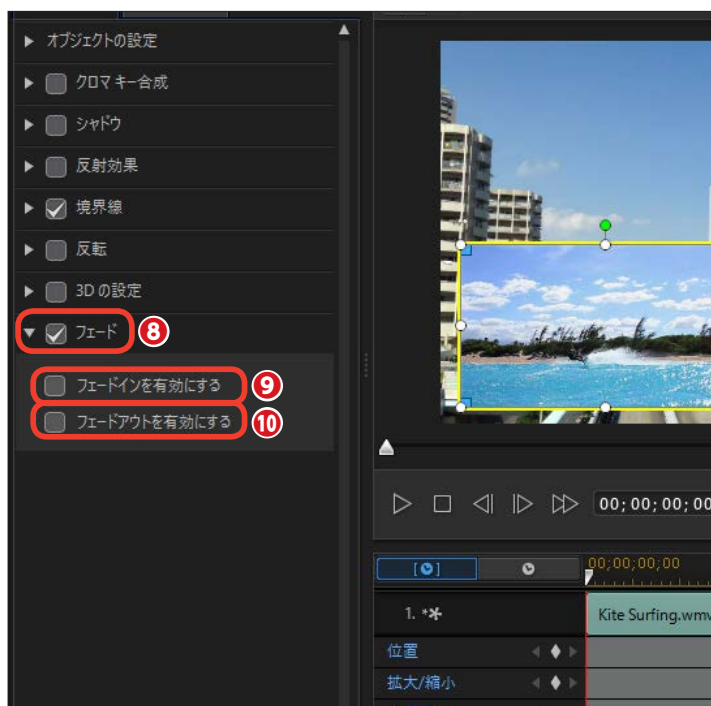 オブジェクトの設定
クロマ キー合成
シャドウ
反射効果
境界線
反転
3D の設定
フェード
8
フェードインを有効にする
9
フェードアウトを有効にする
10
00;00;00;00
00;00;00;00
1.
Kite Surfing.wmv
位置
拡大/縮小